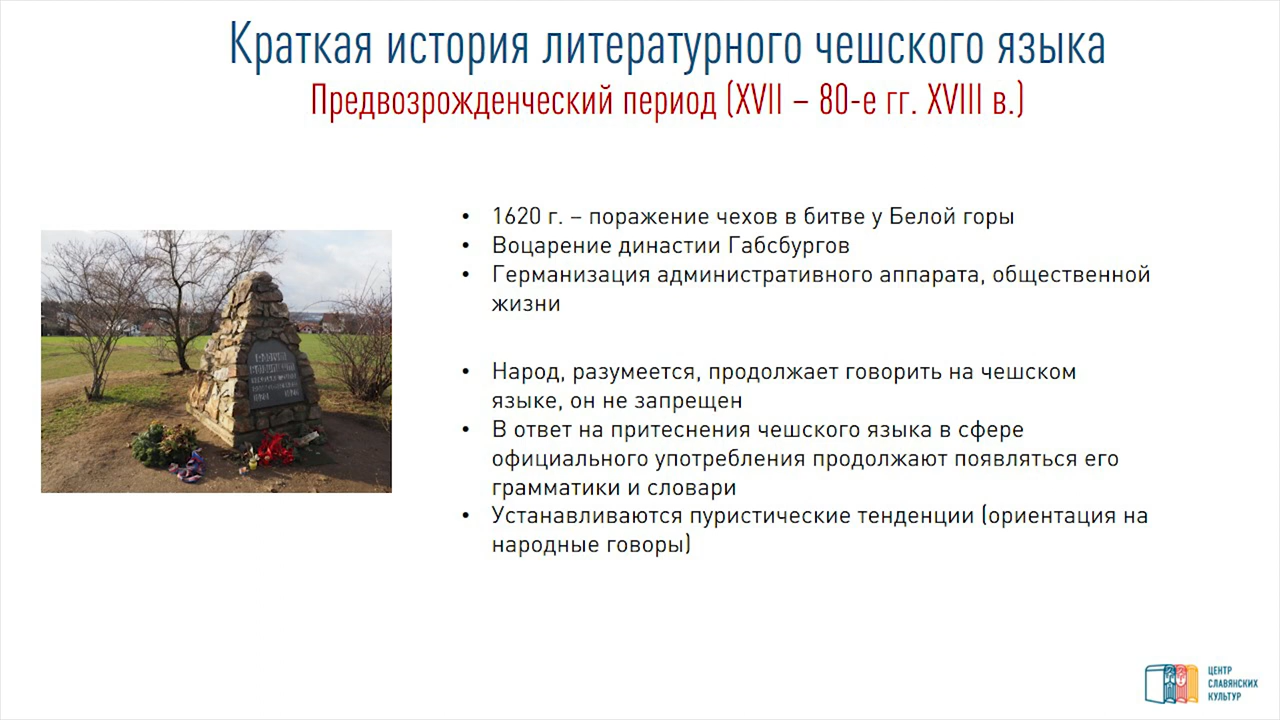 Краткая история литературного чешского языка
Предвозрожденческий период (XVII – 80-е гг. XVIII в.)
• 1620 г. – поражение чехов в битве у Белой горы
• Воцарение династии Габсбургов
• Германизация административного аппарата, общественной
жизни
• Народ, разумеется, продолжает говорить на чешском
языке, он не запрещен
• В ответ на притеснения чешского языка в сфере
официального употребления продолжают появляться его
грамматики и словари
• Устанавливаются пуристические тенденции (ориентация на
народные говоры)
ЦЕНТР
СЛАВЯНСКИХ
КУЛЬТУР